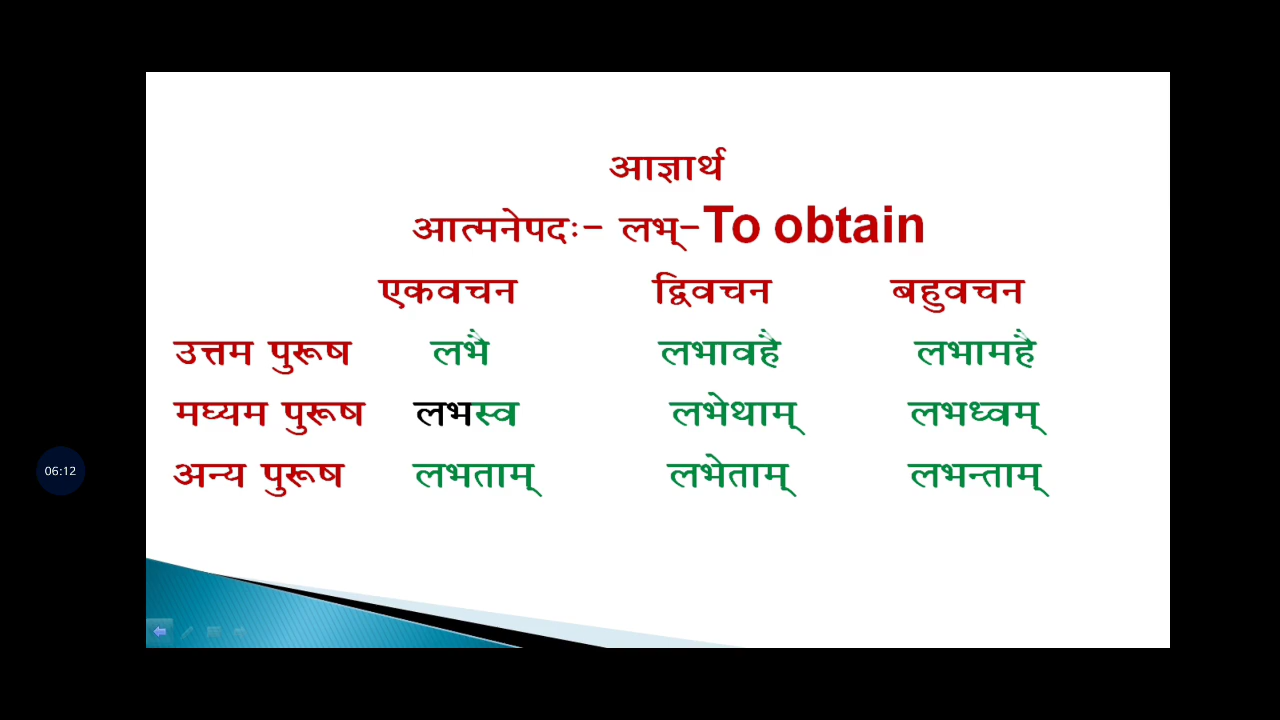 आज्ञार्थ
आत्मनेपदः- लभ्-To obtain
एकवचन द्विवचन बहुवचन
उत्तम पुरूष लभै लभावहै लभामहै
मघ्यम पुरूष लभस्व लभेथाम् लभध्वम्
अन्य पुरूष लभताम् लभेताम् लभन्ताम्
06:12